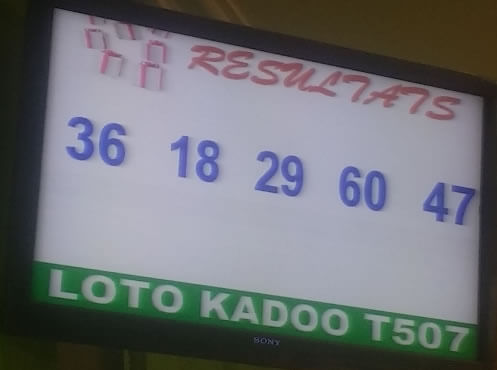 RESULTATS
36 18 29 60 47
LOTO KADOO T507
SONY